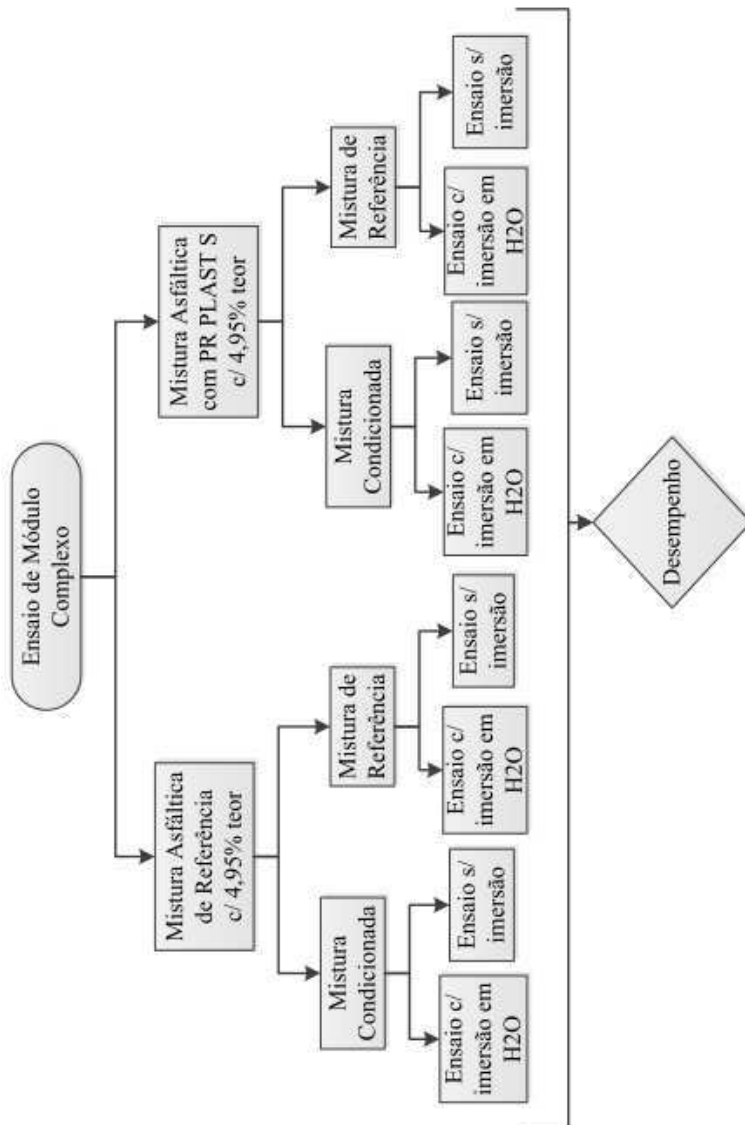 Ensaio de Módulo
Complexo
Mistura Asfáltica
de Referência
c/ 4,95% teor
Mistura Asfáltica
com PR PLAST S
c/ 4,95% teor
Mistura
Condicionada
Mistura de
Referência
Mistura
Condicionada
Mistura de
Referência
Ensaio c/
imersão em
H2O
Ensaio s/
imersão
Ensaio c/
imersão em
H2O
Ensaio s/
imersão
Ensaio c/
imersão em
H2O
Ensaio s/
imersão
Ensaio c/
imersão em
H2O
Ensaio s/
imersão
Desempenho